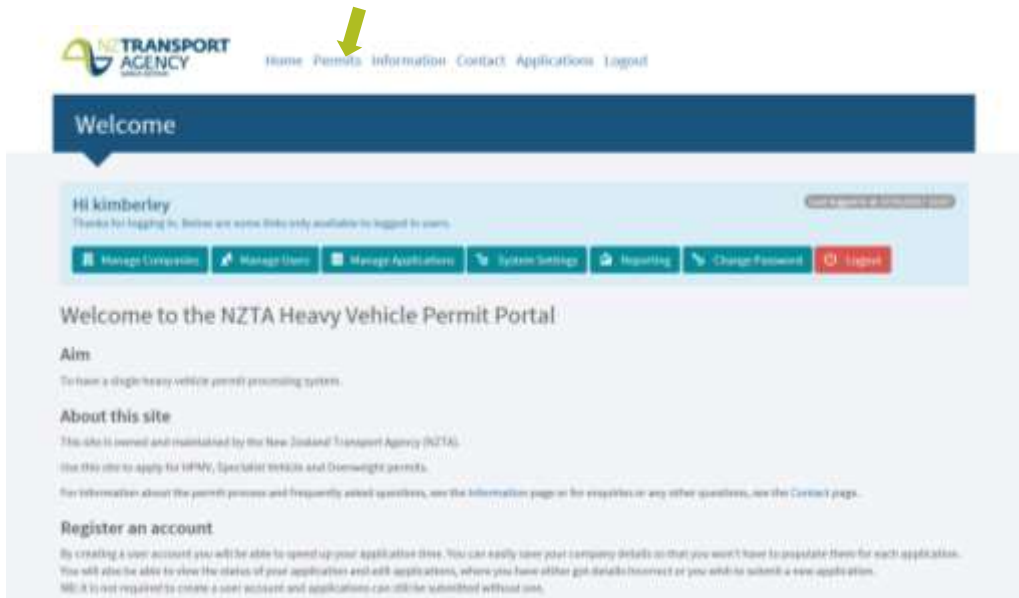 NZ TRANSPORT
AGENCY
Home Permits Information Contact Applications Logout
Welcome
Hi kimberley
Thanks for logging in. Below are some links only available to logged in users.
Manage Companies Manage Users Manage Applications System Settings Reporting Change Password Logout
Welcome to the NZTA Heavy Vehicle Permit Portal
Aim
To have a single heavy vehicle permit processing system.
About this site
This site is owned and maintained by the New Zealand Transport Agency (NZTA).
Use this site to apply for HPMV, Specialist Vehicle and Overweight permits.
For information about the permit process and frequently asked questions, see the Information page or for enquiries or any other questions, see the Contact page.
Register an account
By creating a user account you will be able to speed up your application time. You can easily save your company details so that you won't have to populate them for each application.
You will also be able to view the status of your application and edit applications, where you have either got details incorrect or you wish to submit a new application.
NB: It is not required to create a user account and applications can still be submitted without one.